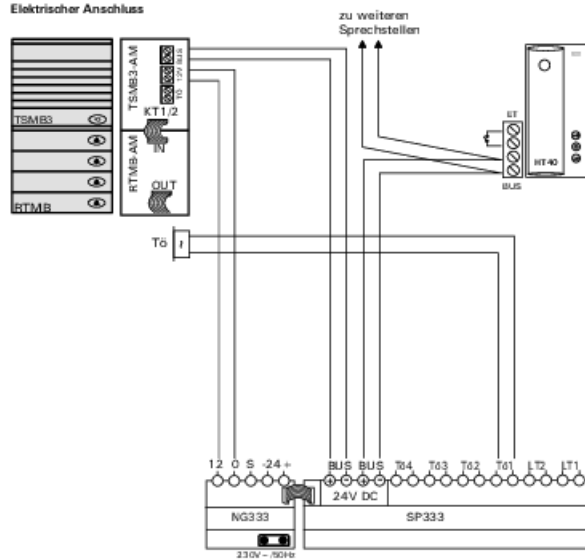 Elektrischer Anschluss
zu weiteren
Sprechstellen
TSMB3
RTMB
TSMB3-AM
TÖ 12V BUS
KT1/2
RTMB-AM
IN
OUT
ET
HT40
BUS
Tö
12 0 S -24+ BUS BUS Tö4 Tö3 Tö2 Tö1 LT2 LT1
24V DC
NG333
SP333
230V~/50Hz